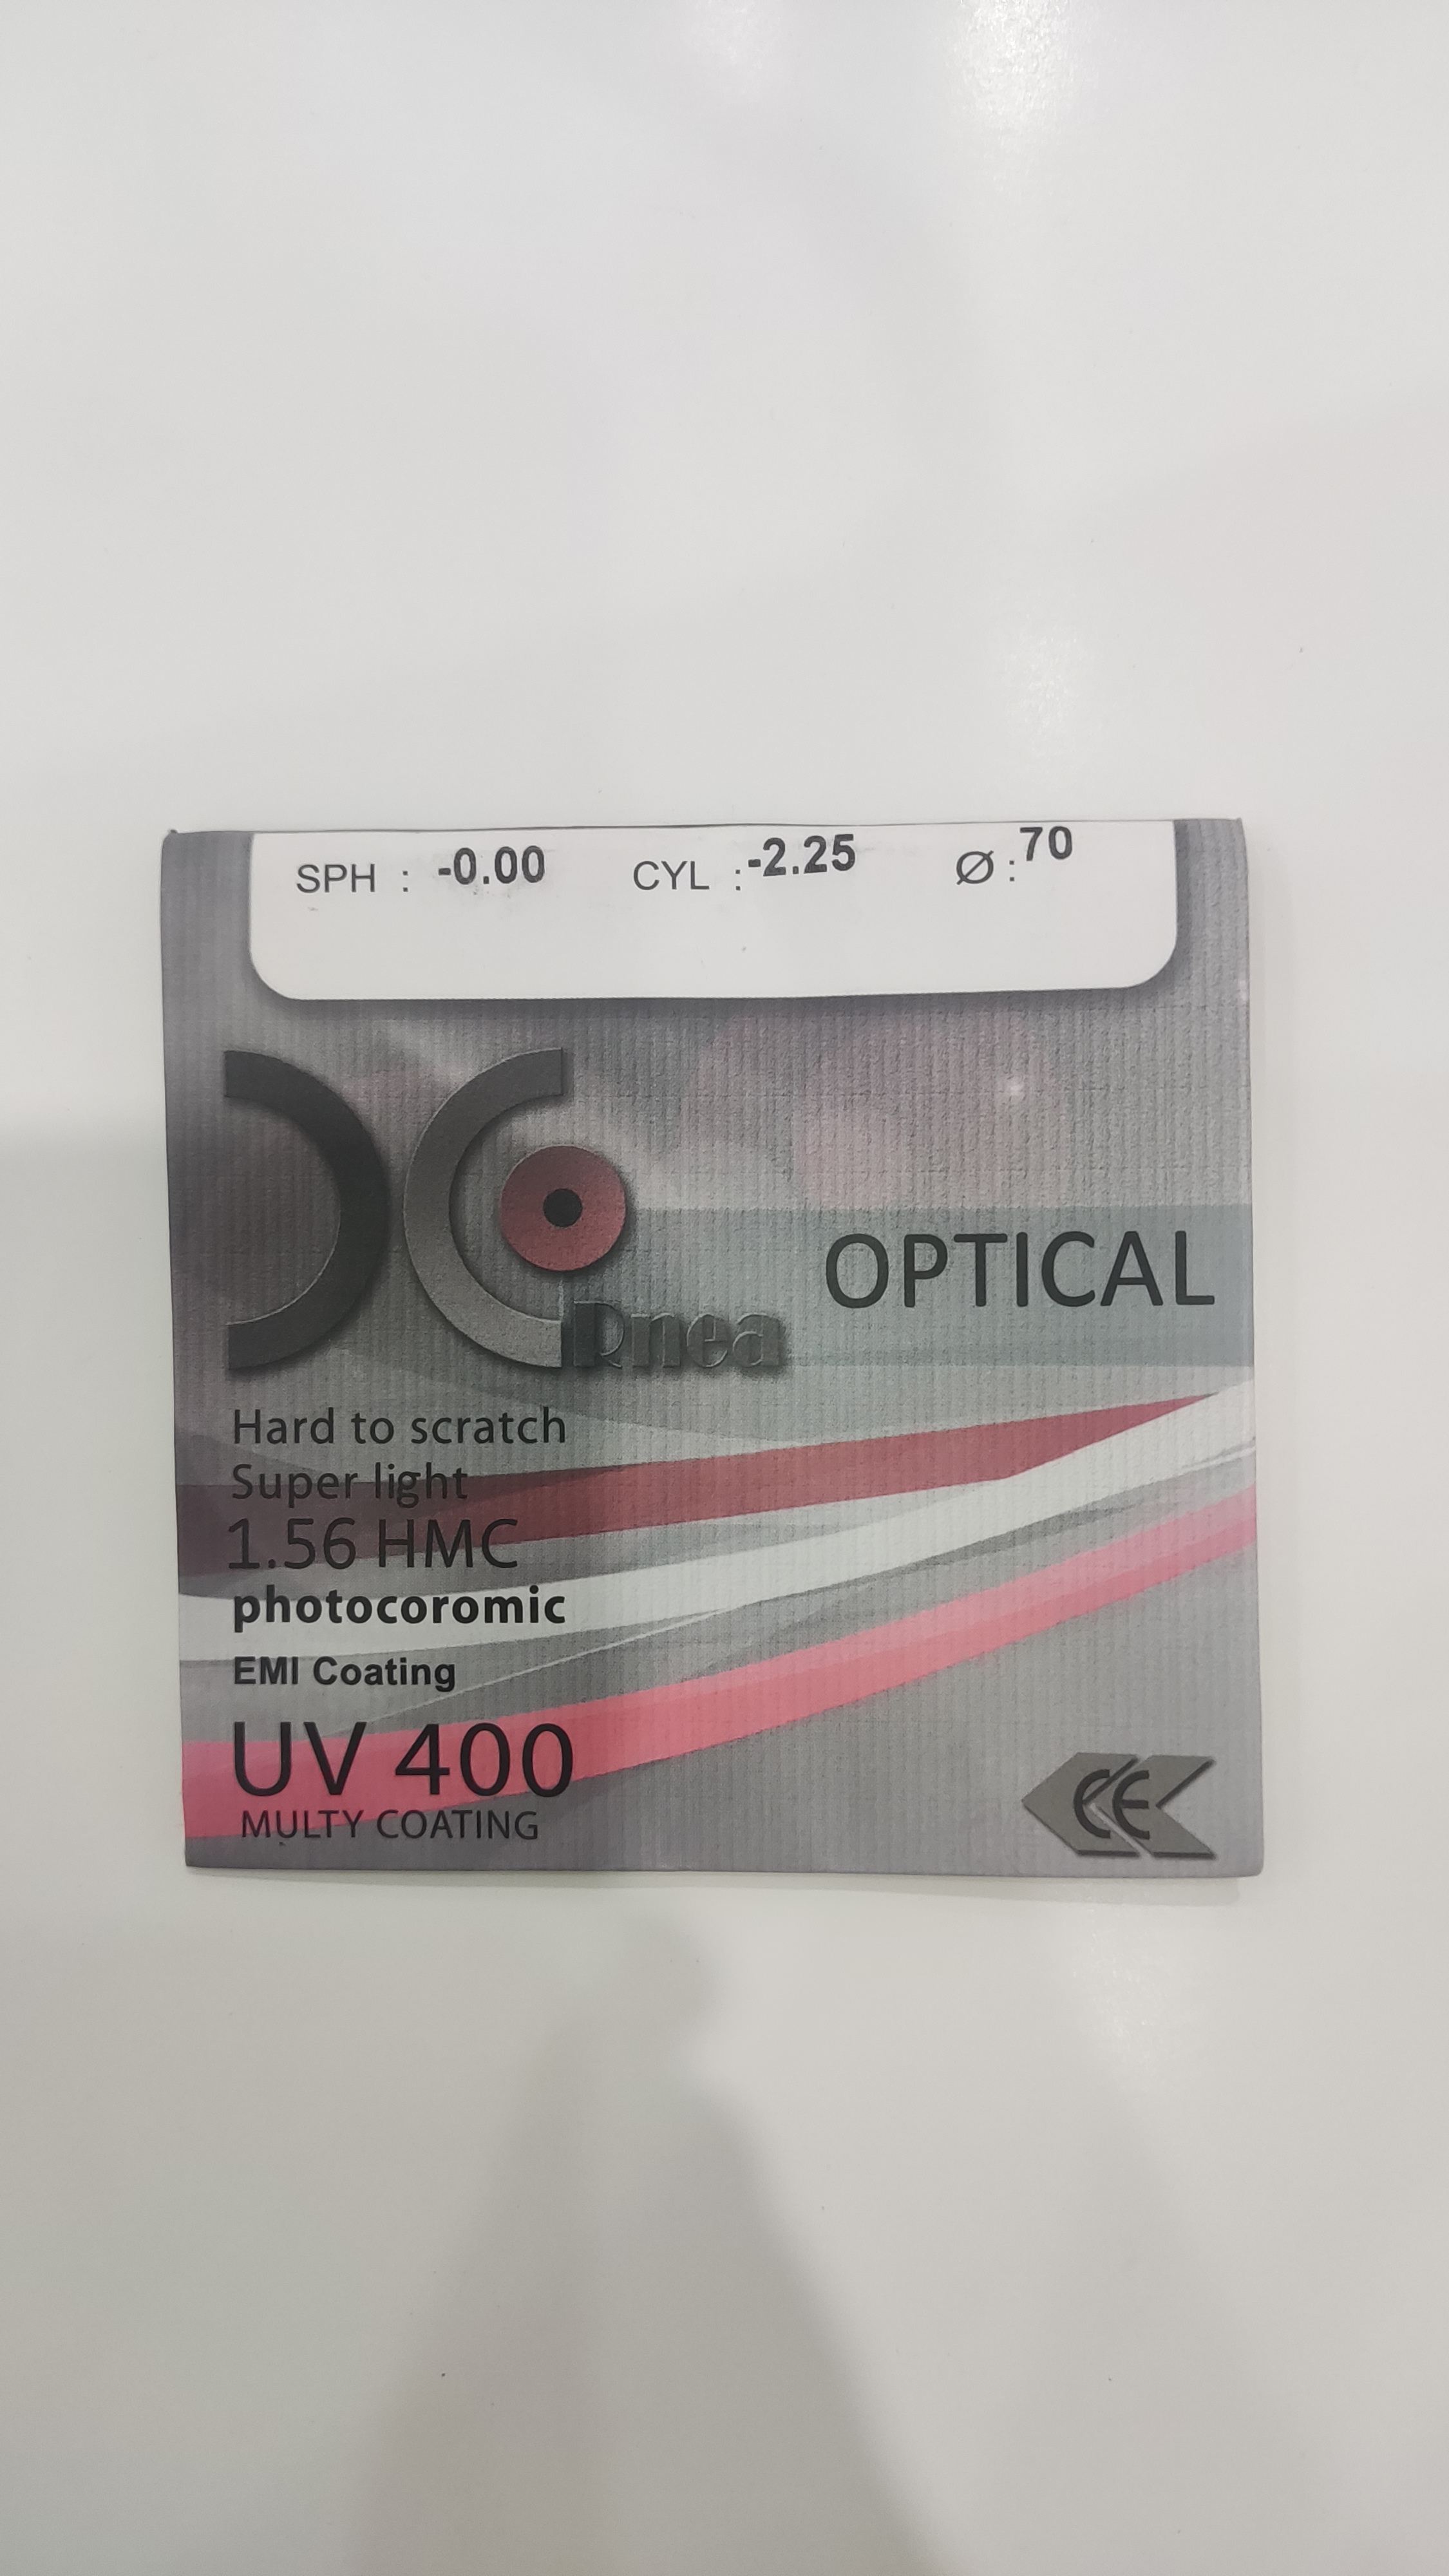 SPH : -0.00 CYL : -2.25 Ø : 70
CoRnea
OPTICAL
Hard to scratch
Super light
1.56 HMC
photocoromic
EMI Coating
UV 400
MULTY COATING
CE